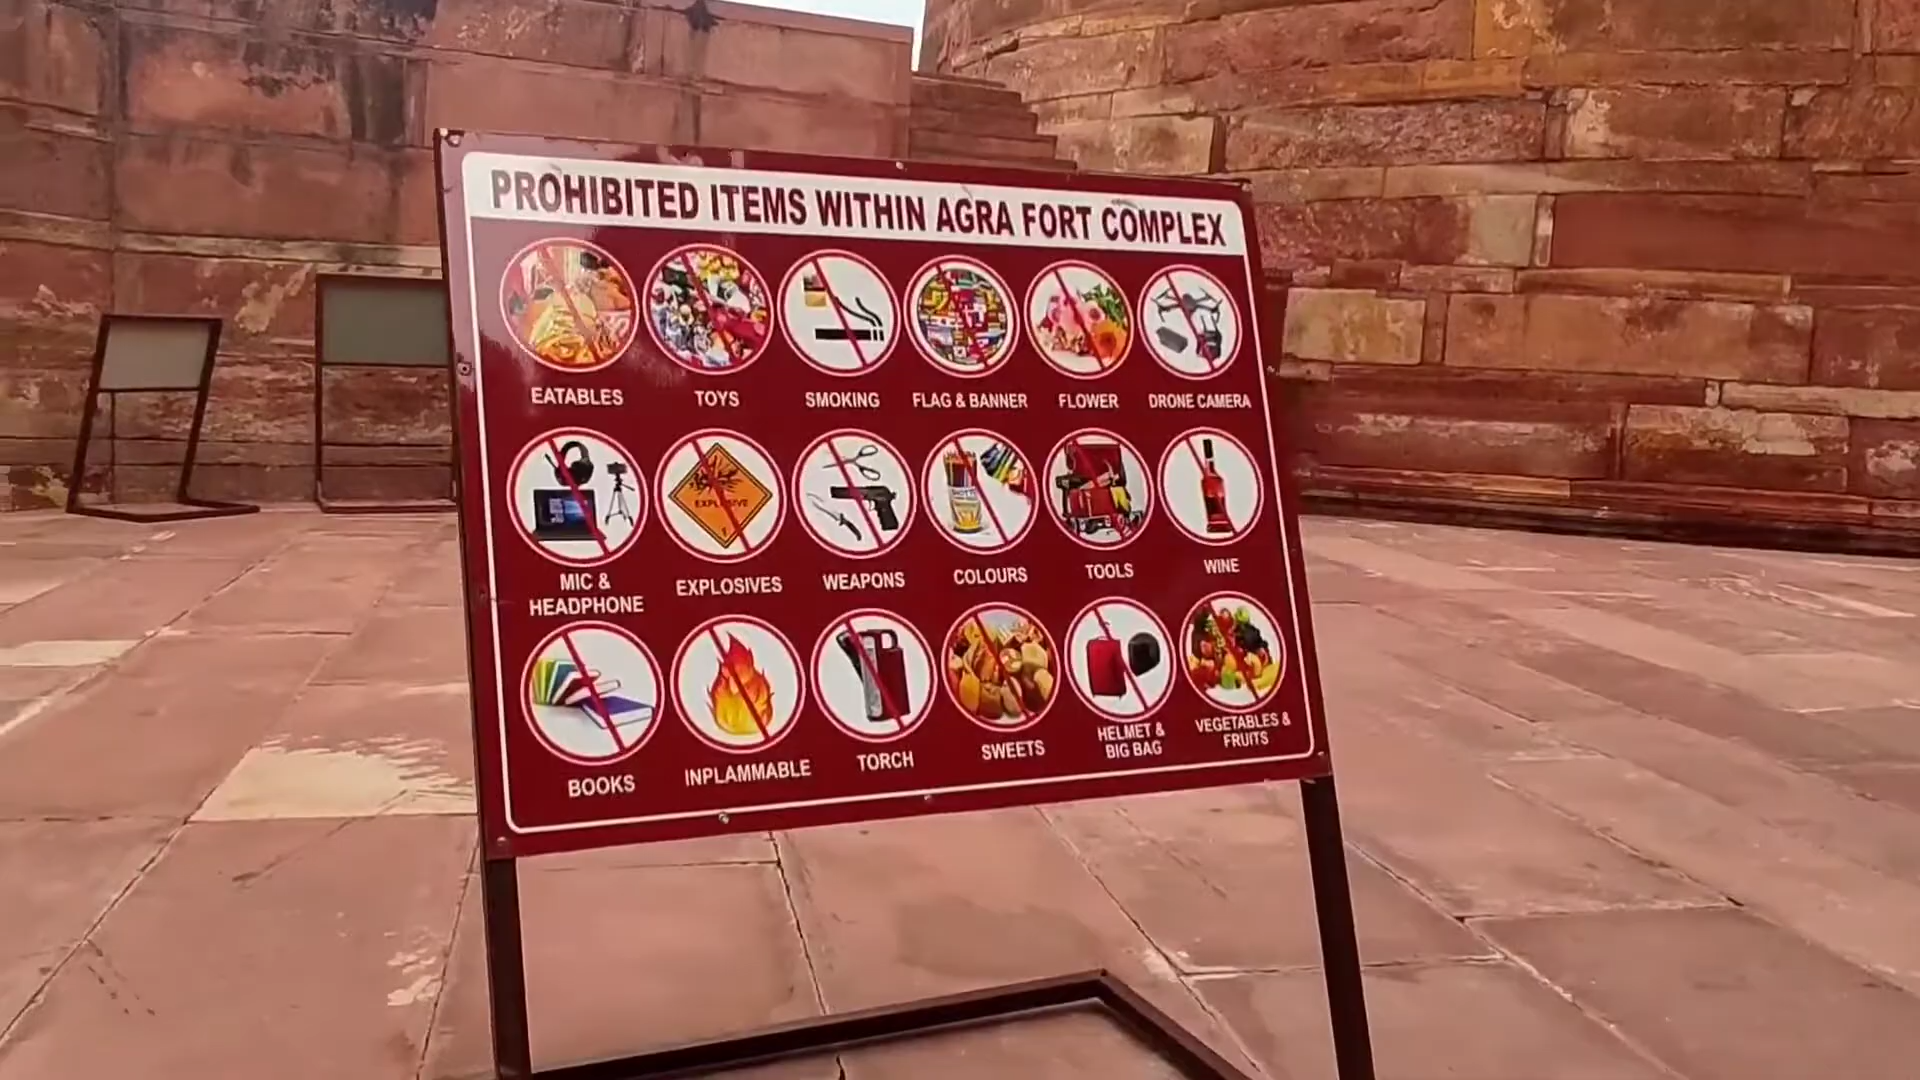 PROHIBITED ITEMS WITHIN AGRA FORT COMPLEX
EATABLES
TOYS
SMOKING
FLAG & BANNER
FLOWER
DRONE CAMERA
MIC &
HEADPHONE
EXPLOSIVE
EXPLOSIVES
WEAPONS
COLOURS
TOOLS
WINE
BOOKS
INPLAMMABLE
TORCH
SWEETS
HELMET &
BIG BAG
VEGETABLES &
FRUITS